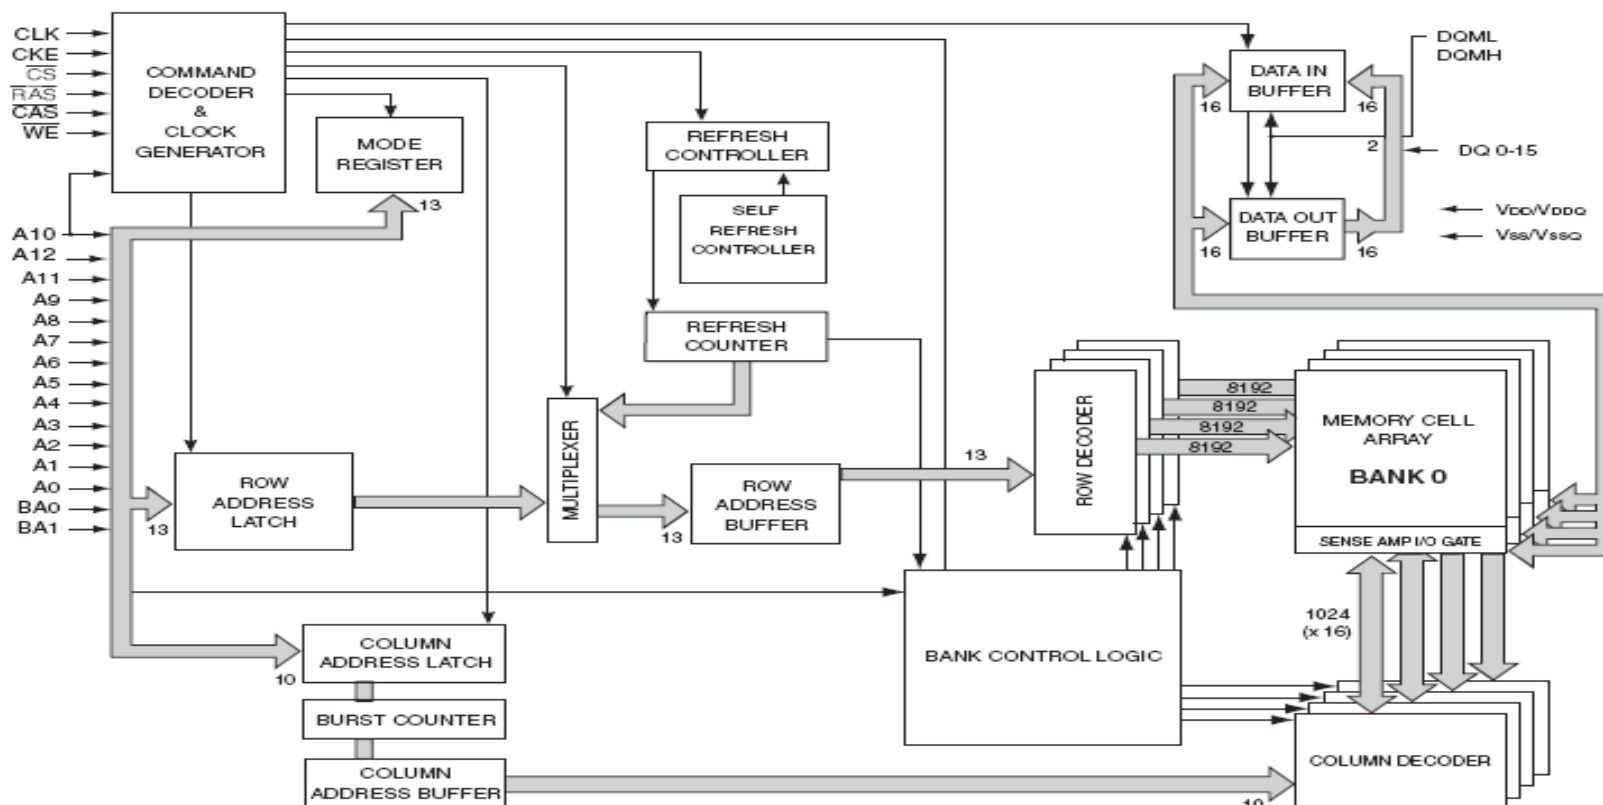 CLK
CKE
CS
RAS
CAS
WE
COMMAND
DECODER
&
CLOCK
GENERATOR
MODE
REGISTER
13
REFRESH
CONTROLLER
SELF
REFRESH
CONTROLLER
REFRESH
COUNTER
DATA IN
BUFFER
16
16
DQML
DQMH
2
DQ 0-15
DATA OUT
BUFFER
16
16
VDD/VDDQ
Vss/VssQ
A10
A12
A11
A9
A8
A7
A6
A5
A4
A3
A2
A1
A0
BA0
BA1
13
ROW
ADDRESS
LATCH
MULTIPLEXER
13
ROW
ADDRESS
BUFFER
13
ROW DECODER
8192
8192
8192
8192
MEMORY CELL
ARRAY
BANK 0
SENSE AMP I/O GATE
1024
(x 16)
BANK CONTROL LOGIC
10
COLUMN
ADDRESS LATCH
BURST COUNTER
COLUMN
ADDRESS BUFFER
10
COLUMN DECODER